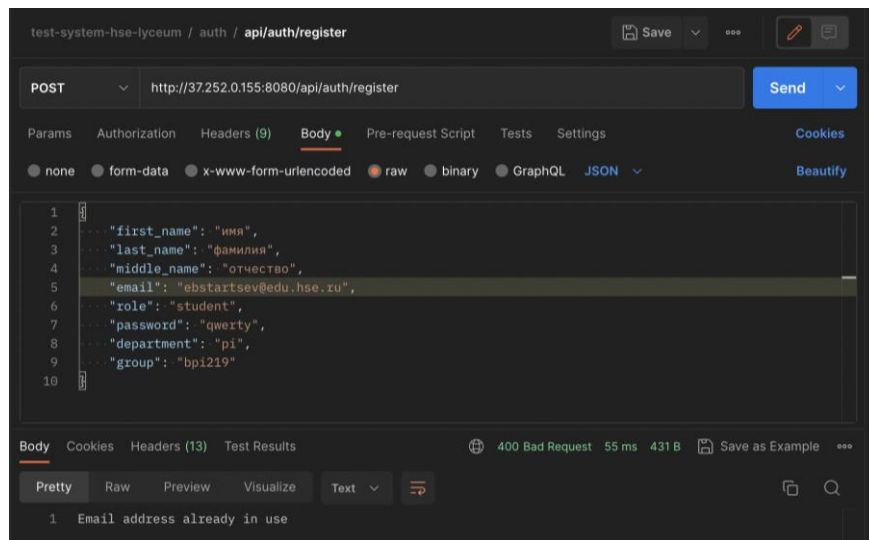 test-system-hse-lyceum / auth / api/auth/register Save
POST http://37.252.0.155:8080/api/auth/register Send
Params Authorization Headers (9) Body Pre-request Script Tests Settings Cookies
none form-data x-www-form-urlencoded raw binary GraphQL JSON Beautify
1 {
2 "first_name": "имя",
3 "last_name": "фамилия",
4 "middle_name": "отчество",
5 "email": "ebstartsev@edu.hse.ru",
6 "role": "student",
7 "password": "qwerty",
8 "department": "pi",
9 "group": "bpi219"
10 }
Body Cookies Headers (13) Test Results 400 Bad Request 55 ms 431 B Save as Example
Pretty Raw Preview Visualize Text
1 Email address already in use